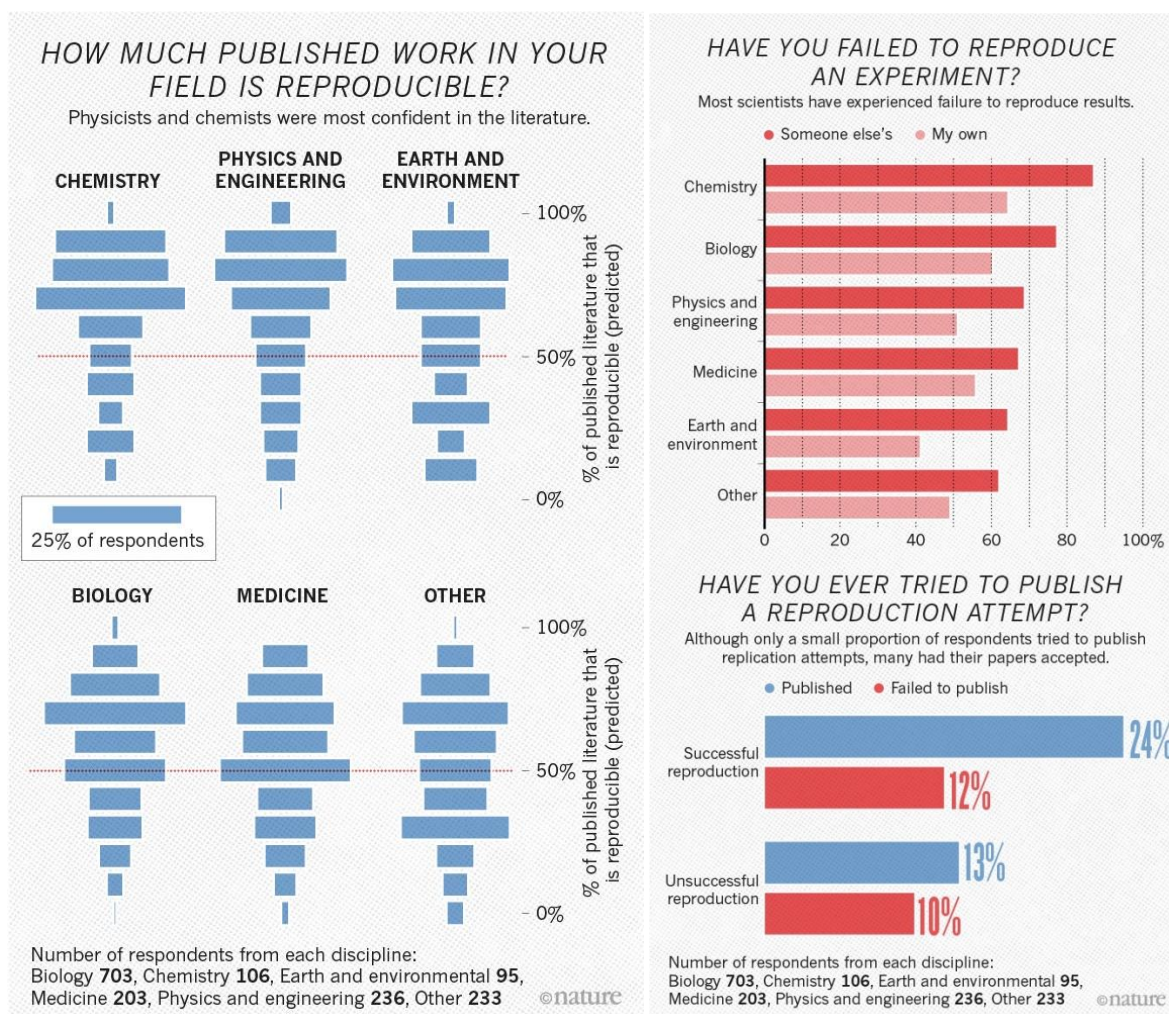 HOW MUCH PUBLISHED WORK IN YOUR
FIELD IS REPRODUCIBLE?
Physicists and chemists were most confident in the literature.
CHEMISTRY
PHYSICS AND
ENGINEERING
EARTH AND
ENVIRONMENT
100%
50%
0%
% of published literature that
is reproducible (predicted)
25% of respondents
BIOLOGY
MEDICINE
OTHER
100%
50%
0%
% of published literature that
is reproducible (predicted)
Number of respondents from each discipline:
Biology 703, Chemistry 106, Earth and environmental 95,
Medicine 203, Physics and engineering 236, Other 233
©nature
HAVE YOU FAILED TO REPRODUCE
AN EXPERIMENT?
Most scientists have experienced failure to reproduce results.
Someone else's My own
Chemistry
Biology
Physics and
engineering
Medicine
Earth and
environment
Other
0 20 40 60 80 100%
HAVE YOU EVER TRIED TO PUBLISH
A REPRODUCTION ATTEMPT?
Although only a small proportion of respondents tried to publish
replication attempts, many had their papers accepted.
Published Failed to publish
Successful
reproduction
24%
12%
Unsuccessful
reproduction
13%
10%
Number of respondents from each discipline:
Biology 703, Chemistry 106, Earth and environmental 95,
Medicine 203, Physics and engineering 236, Other 233
©nature